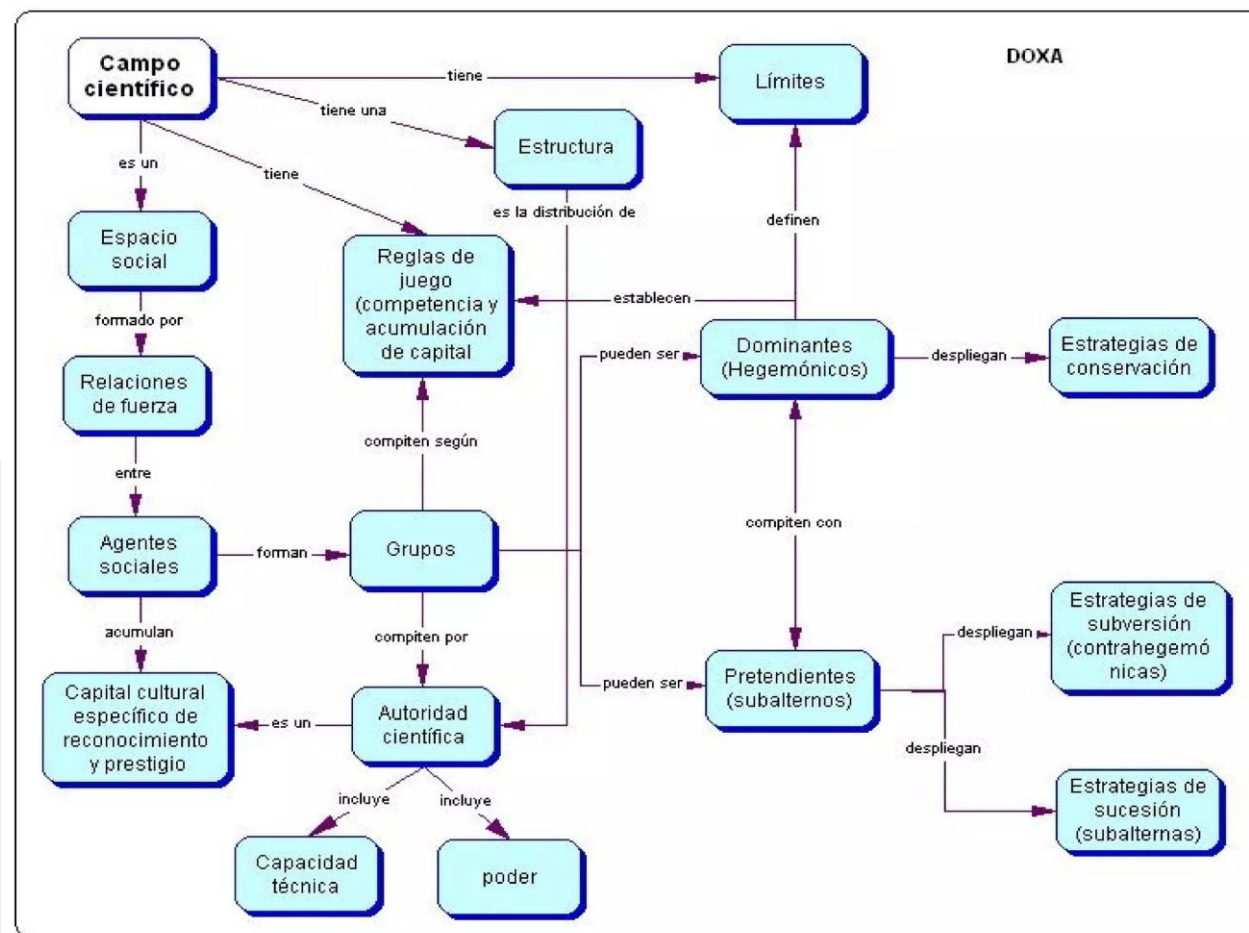 Campo
científico
DOXA
tiene
Límites
tiene una
Estructura
es un
tiene
es la distribución de
definen
Espacio
social
Reglas de
juego
(competencia y
acumulación
de capital
establecen
formado por
pueden ser
Dominantes
(Hegemónicos)
despliegan
Estrategias de
conservación
Relaciones
de fuerza
compiten según
entre
compiten con
Agentes
sociales
forman
Grupos
Estrategias de
subversión
(contrahegemó
nicas)
acumulan
compiten por
despliegan
pueden ser
Pretendientes
(subalternos)
Capital cultural
específico de
reconocimiento
y prestigio
es un
Autoridad
científica
despliegan
incluye
incluye
Estrategias de
sucesión
(subalternas)
Capacidad
técnica
poder